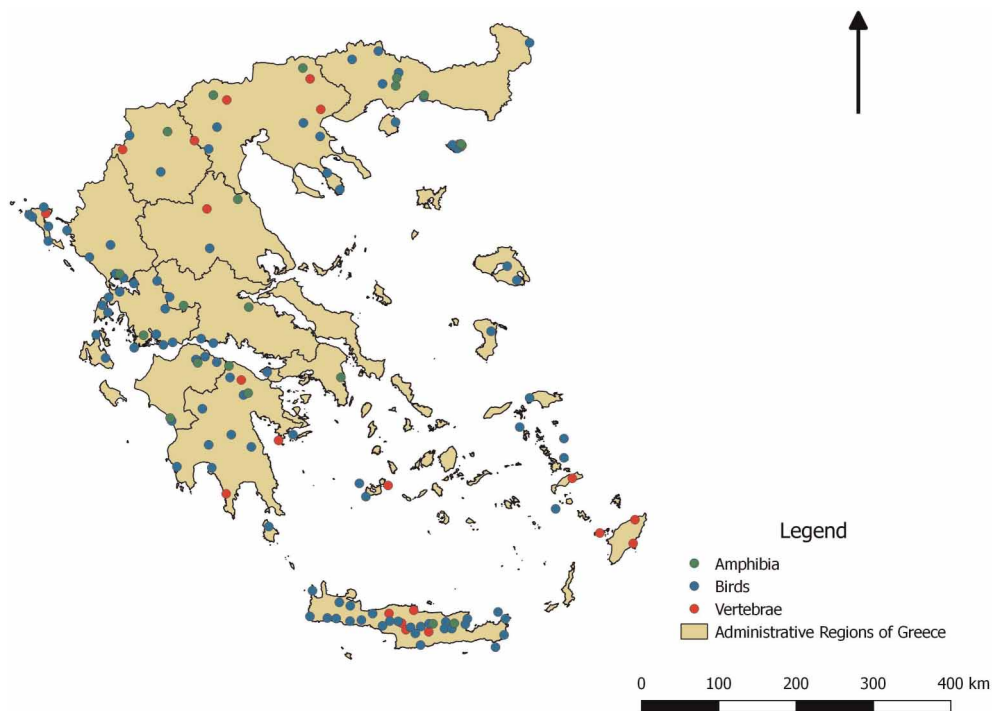 Legend
Amphibia
Birds
Vertebrae
Administrative Regions of Greece
0 100 200 300 400 km